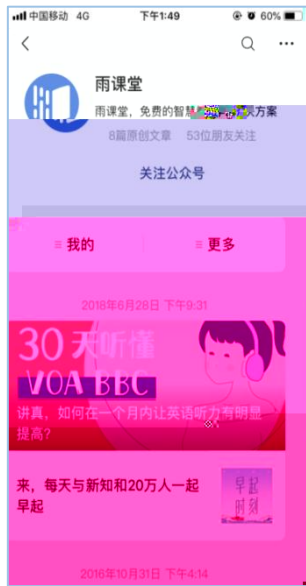 中国移动 4G 下午1:49 60%
雨课堂
雨课堂，免费的智慧方案
8篇原创文章 53位朋友关注
关注公众号
我的 更多
2018年6月28日 下午9:31
30天听懂
VOA BBC
讲真，如何在一个月内让英语听力有明显
提高？
来，每天与新知和20万人一起
早起
早起
时刻
2016年10月31日 下午4:14